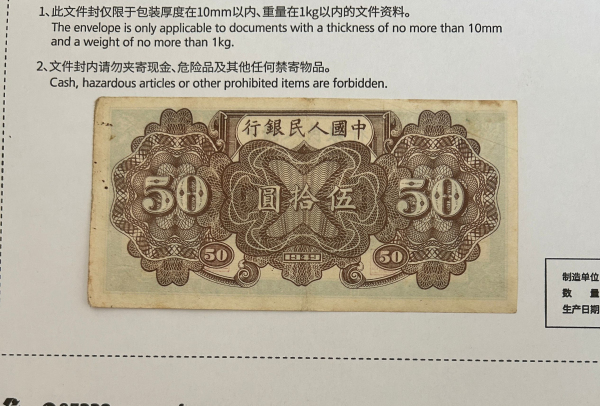 1、此文件封仅限于包装厚度在10mm以内、重量在1kg以内的文件资料。
The envelope is only applicable to documents with a thickness of no more than 10mm
and a weight of no more than 1kg.
2、文件封内请勿夹寄现金、危险品及其他任何禁寄物品。
Cash, hazardous articles or other prohibited items are forbidden.
行銀民人國中
50 圓拾伍 50
50 50
制造单位
数 量
生产日期